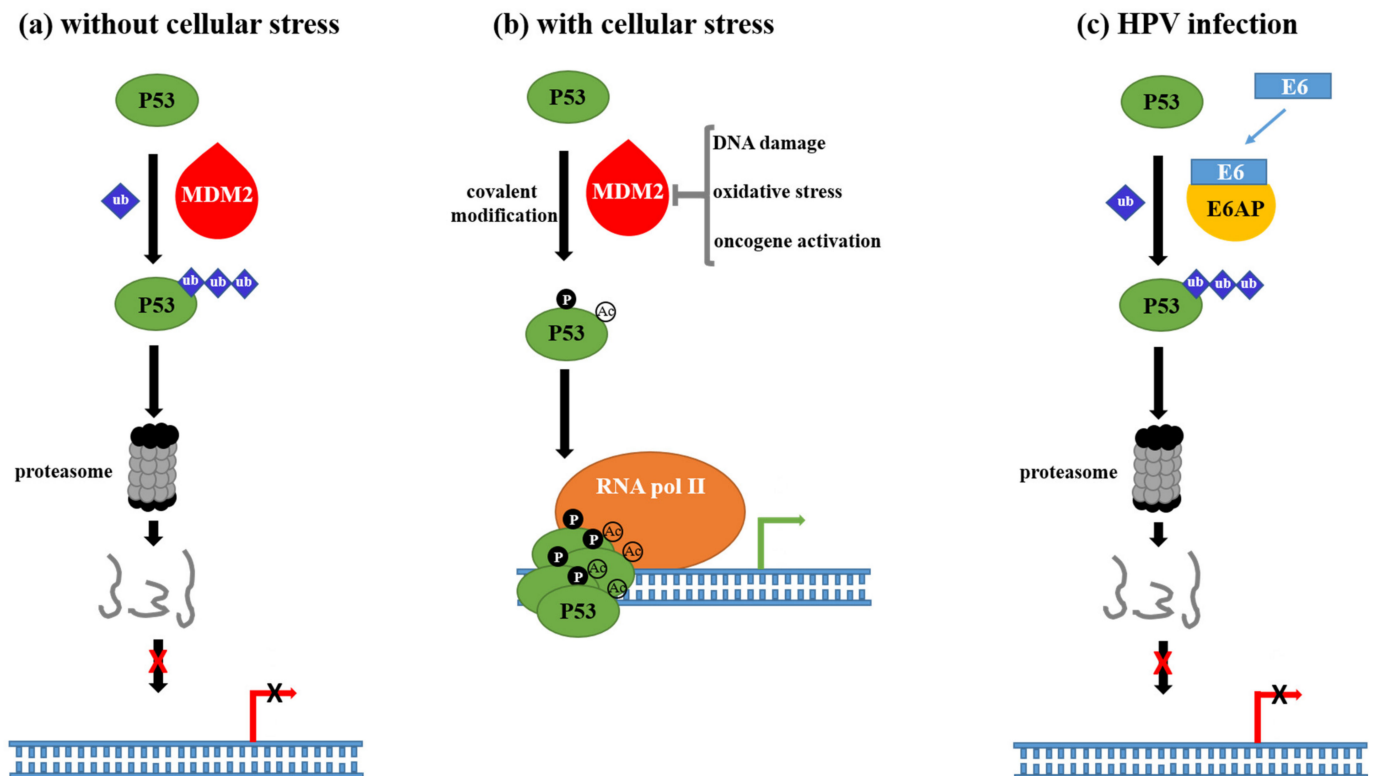 (a) without cellular stress
P53
MDM2
ub
ub ub ub
P53
proteasome
X
X
(b) with cellular stress
P53
covalent
modification
MDM2
DNA damage
oxidative stress
oncogene activation
P
Ac
P53
RNA pol II
P
Ac
P
Ac
P
Ac
P
Ac
P53
(c) HPV infection
P53
E6
E6
E6AP
ub
ub ub ub
P53
proteasome
X
X